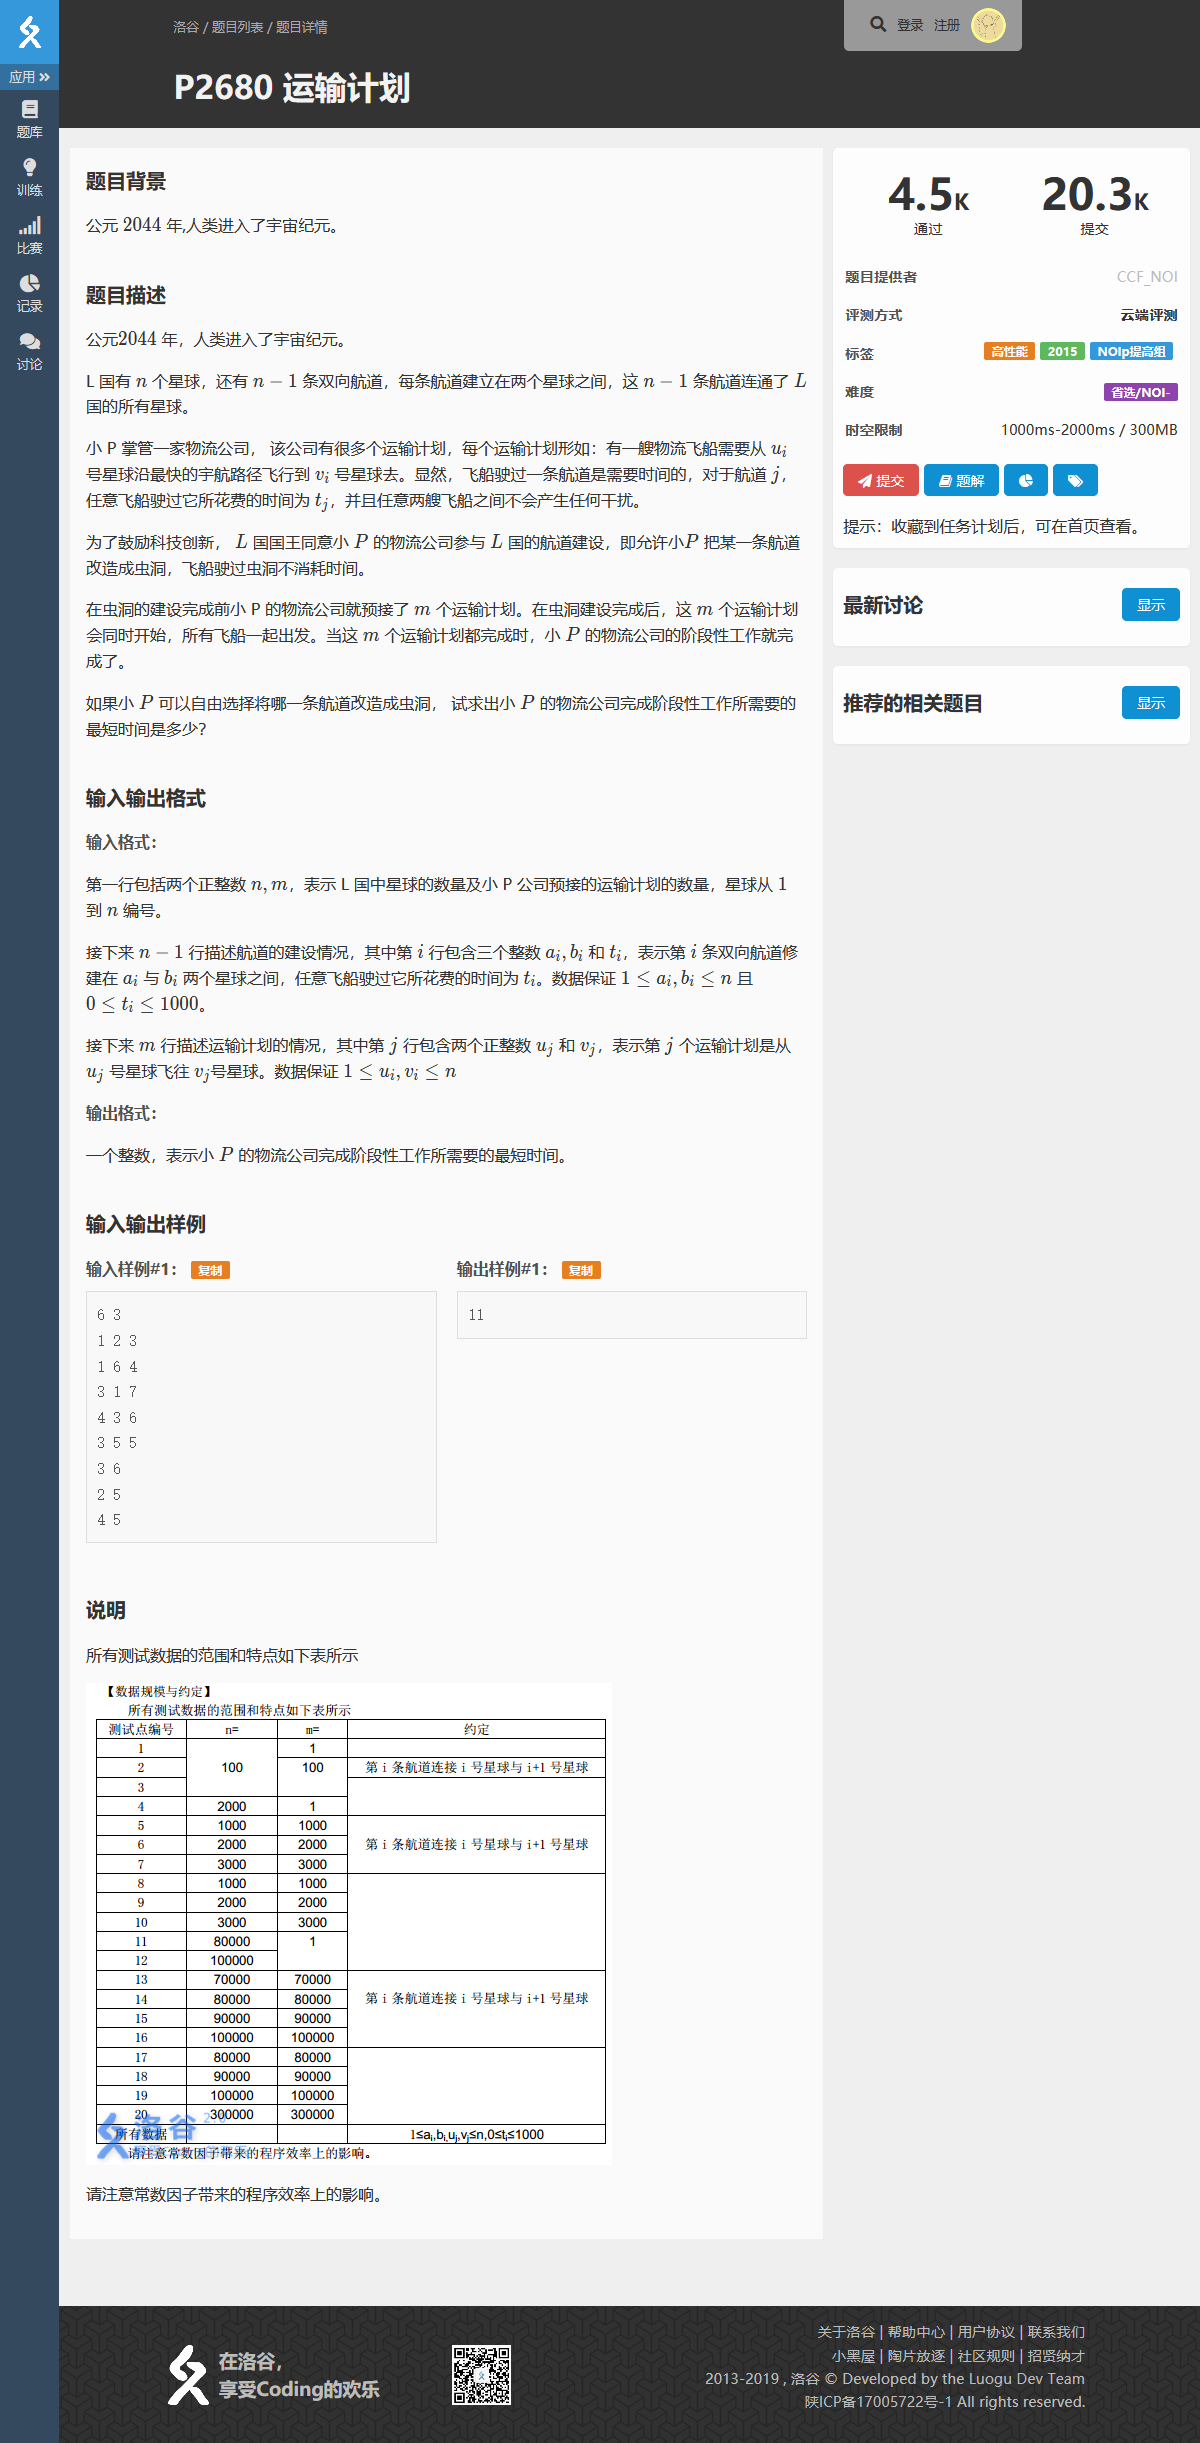 洛谷 / 题目列表 / 题目详情
登录 注册
P2680 运输计划
应用
题库
训练
比赛
记录
讨论
题目背景
公元 2044 年,人类进入了宇宙纪元。
题目描述
公元2044 年，人类进入了宇宙纪元。
L 国有 n 个星球，还有 n − 1 条双向航道，每条航道建立在两个星球之间，这 n − 1 条航道连通了 L
国的所有星球。
小 P 掌管一家物流公司， 该公司有很多个运输计划，每个运输计划形如：有一艘物流飞船需要从 ui
号星球沿最快的宇航路径飞行到 vi 号星球去。显然，飞船驶过一条航道是需要时间的，对于航道 j，
任意飞船驶过它所花费的时间为 tj，并且任意两艘飞船之间不会产生任何干扰。
为了鼓励科技创新， L 国国王同意小 P 的物流公司参与 L 国的航道建设，即允许小P 把某一条航道
改造成虫洞，飞船驶过虫洞不消耗时间。
在虫洞的建设完成前小 P 的物流公司就预接了 m 个运输计划。在虫洞建设完成后，这 m 个运输计划
会同时开始，所有飞船一起出发。当这 m 个运输计划都完成时，小 P 的物流公司的阶段性工作就完
成了。
如果小 P 可以自由选择将哪一条航道改造成虫洞， 试求出小 P 的物流公司完成阶段性工作所需要的
最短时间是多少？
输入输出格式
输入格式：
第一行包括两个正整数 n, m，表示 L 国中星球的数量及小 P 公司预接的运输计划的数量，星球从 1
到 n 编号。
接下来 n − 1 行描述航道的建设情况，其中第 i 行包含三个整数 ai, bi 和 ti，表示第 i 条双向航道修
建在 ai 与 bi 两个星球之间，任意飞船驶过它所花费的时间为 ti。数据保证 1 ≤ ai, bi ≤ n 且
0 ≤ ti ≤ 1000。
接下来 m 行描述运输计划的情况，其中第 j 行包含两个正整数 uj 和 vj，表示第 j 个运输计划是从
uj 号星球飞往 vj号星球。数据保证 1 ≤ ui, vi ≤ n
输出格式：
一个整数，表示小 P 的物流公司完成阶段性工作所需要的最短时间。
输入输出样例
输入样例#1： 复制
6 3
1 2 3
1 6 4
3 1 7
4 3 6
3 5 5
3 6
2 5
4 5
输出样例#1： 复制
11
说明
所有测试数据的范围和特点如下表所示
【数据规模与约定】
所有测试数据的范围和特点如下表所示
测试点编号 n= m= 约定
1 1
2 100 100 第 i 条航道连接 i 号星球与 i+1 号星球
3
4 2000 1
5 1000 1000
6 2000 2000 第 i 条航道连接 i 号星球与 i+1 号星球
7 3000 3000
8 1000 1000
9 2000 2000
10 3000 3000
11 80000 1
12 100000
13 70000 70000
14 80000 80000 第 i 条航道连接 i 号星球与 i+1 号星球
15 90000 90000
16 100000 100000
17 80000 80000
18 90000 90000
19 100000 100000
20 300000 300000
所有数据 1≤ai,bi,uj,vj≤n,0≤ti≤1000
请注意常数因子带来的程序效率上的影响。
洛谷
请注意常数因子带来的程序效率上的影响。
4.5K
通过
20.3K
提交
题目提供者 CCF_NOI
评测方式 云端评测
标签 高性能 2015 NOIp提高组
难度 省选/NOI-
时空限制 1000ms-2000ms / 300MB
提交 题解
提示：收藏到任务计划后，可在首页查看。
最新讨论 显示
推荐的相关题目 显示
在洛谷，
享受Coding的欢乐
关于洛谷 | 帮助中心 | 用户协议 | 联系我们
小黑屋 | 陶片放逐 | 社区规则 | 招贤纳才
2013-2019 , 洛谷 © Developed by the Luogu Dev Team
陕ICP备17005722号-1 All rights reserved.